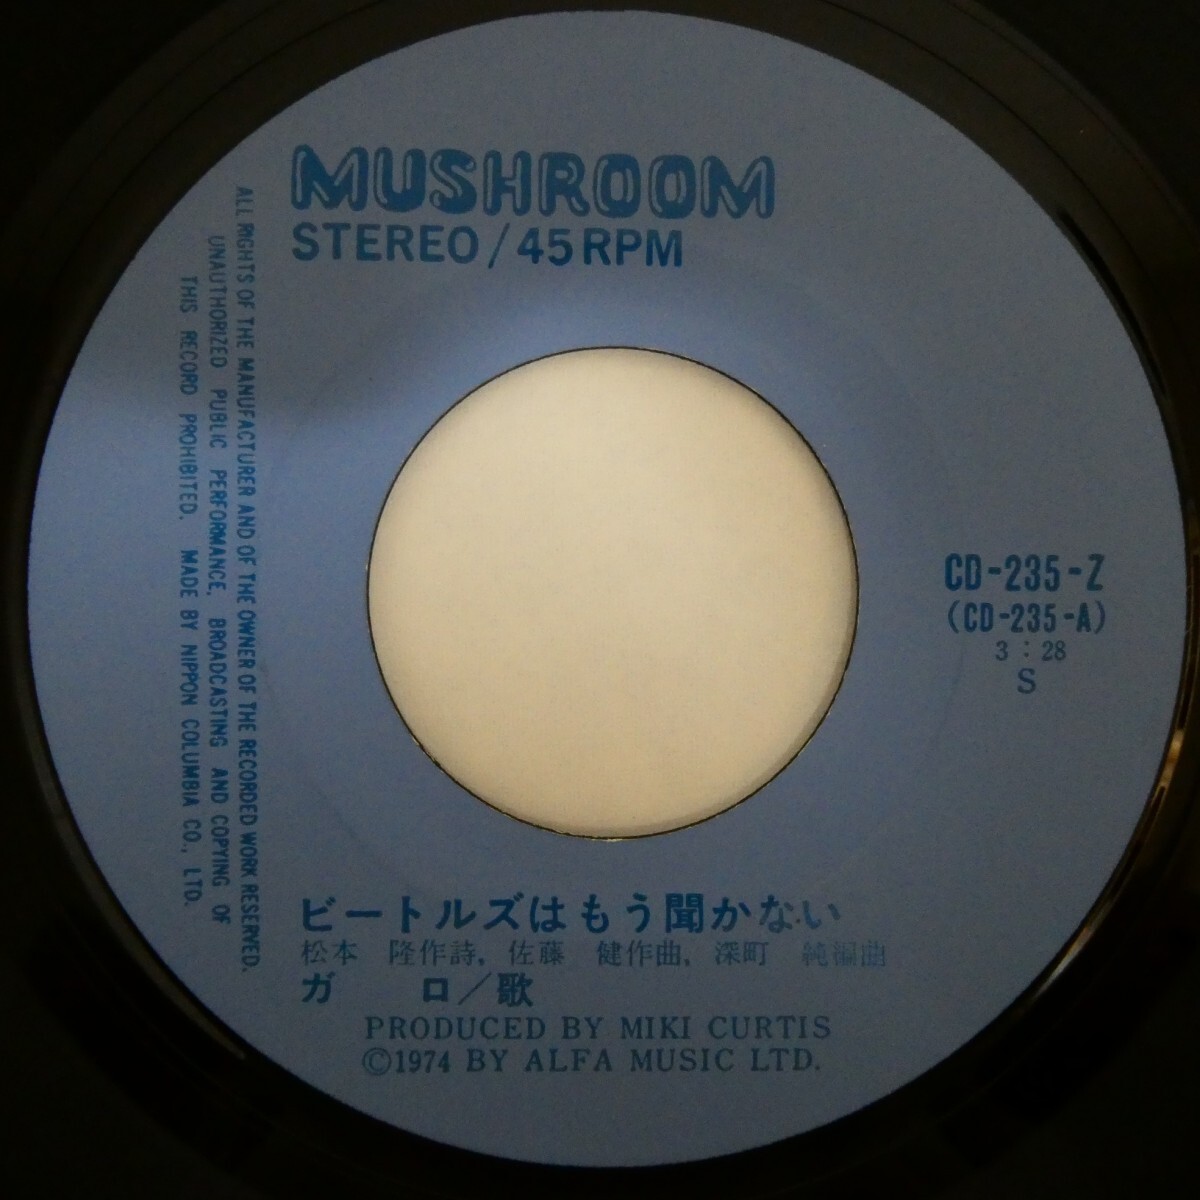 MUSHROOM
STEREO / 45 RPM
ALL RIGHTS OF THE MANUFACTURER AND OF THE OWNER OF THE RECORDED WORK RESERVED.
UNAUTHORIZED PUBLIC PERFORMANCE, BROADCASTING AND COPYING OF
THIS RECORD PROHIBITED. MADE BY NIPPON COLUMBIA CO., LTD.
CD-235-Z
(CD-235-A)
3:28
S
ビートルズはもう聞かない
松本 隆作詩, 佐藤 健作曲, 深町 純編曲
ガ ロ/歌
PRODUCED BY MIKI CURTIS
©1974 BY ALFA MUSIC LTD.